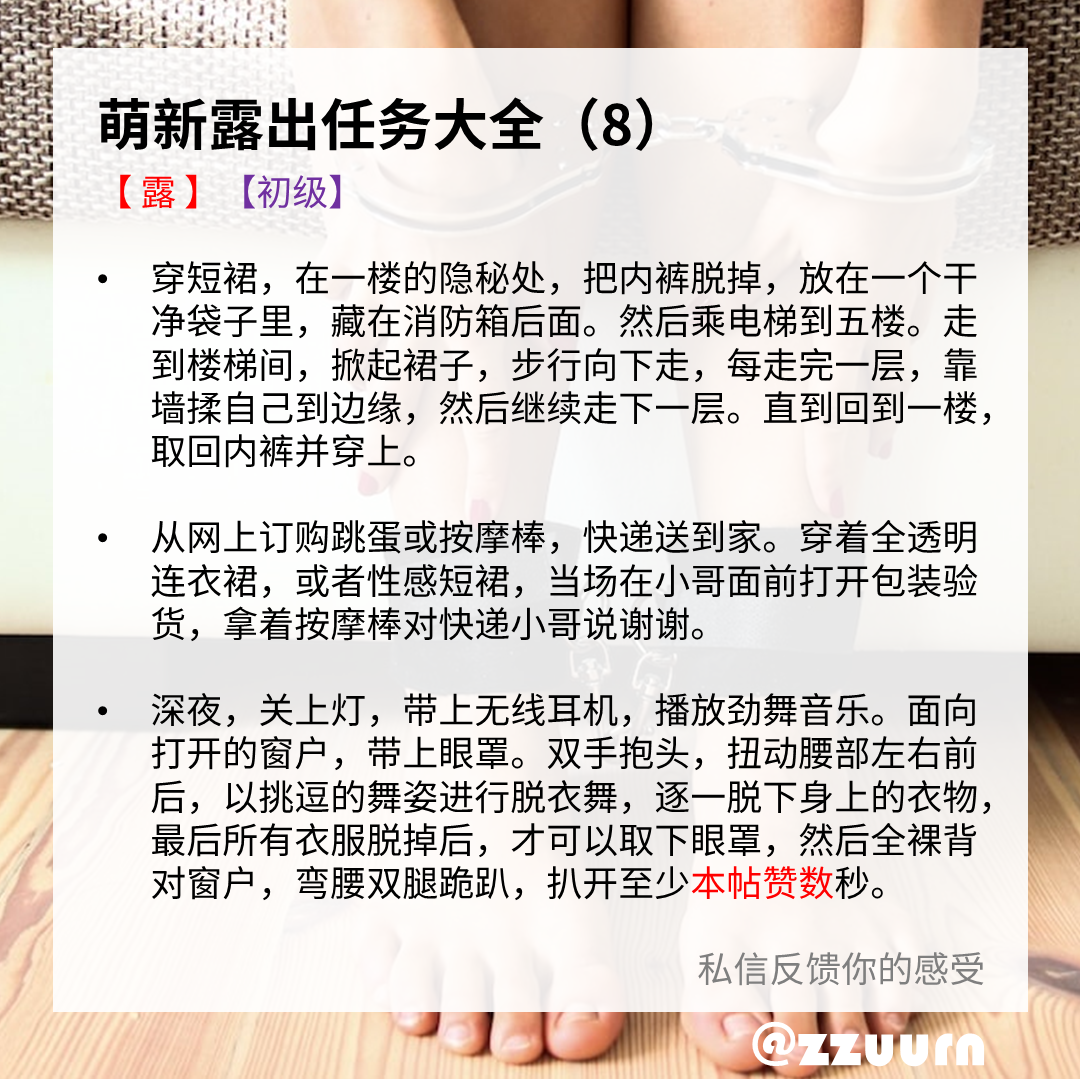 萌新露出任务大全（8）
【露】【初级】
• 穿短裙，在一楼的隐秘处，把内裤脱掉，放在一个干
净袋子里，藏在消防箱后面。然后乘电梯到五楼。走
到楼梯间，掀起裙子，步行向下走，每走完一层，靠
墙揉自己到边缘，然后继续走下一层。直到回到一楼，
取回内裤并穿上。
• 从网上订购跳蛋或按摩棒，快递送到家。穿着全透明
连衣裙，或者性感短裙，当场在小哥面前打开包装验
货，拿着按摩棒对快递小哥说谢谢。
• 深夜，关上灯，带上无线耳机，播放劲舞音乐。面向
打开的窗户，带上眼罩。双手抱头，扭动腰部左右前
后，以挑逗的舞姿进行脱衣舞，逐一脱下身上的衣物，
最后所有衣服脱掉后，才可以取下眼罩，然后全裸背
对窗户，弯腰双腿跪趴，扒开至少本帖赞数秒。
私信反馈你的感受
@zzuurn